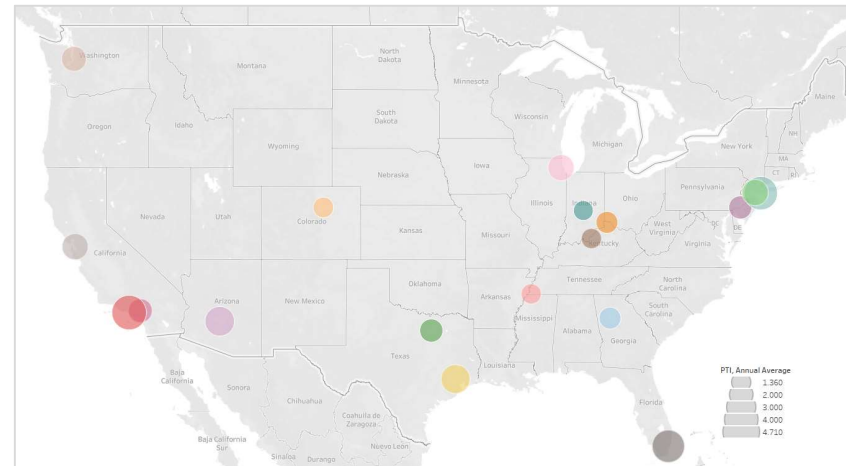 Washington
Montana
North
Dakota
Minnesota
Maine
Oregon
Idaho
South
Dakota
Wisconsin
Michigan
NH
New York
MA
CT
RI
Wyoming
Iowa
Nebraska
Pennsylvania
Illinois
Indiana
Ohio
Nevada
Utah
Colorado
Kansas
Missouri
West
Virginia
DC
DE
Virginia
Kentucky
California
Oklahoma
Arkansas
Tennessee
North
Carolina
Arizona
New Mexico
Mississippi
Alabama
Georgia
South
Carolina
Texas
Louisiana
Baja
California
Sonora
Chihuahua
Coahuila de
Zaragoza
Florida
Baja California
Sur
Sinaloa
Durango
Nuevo León
PTI, Annual Average
1.360
2.000
3.000
4.000
4.710